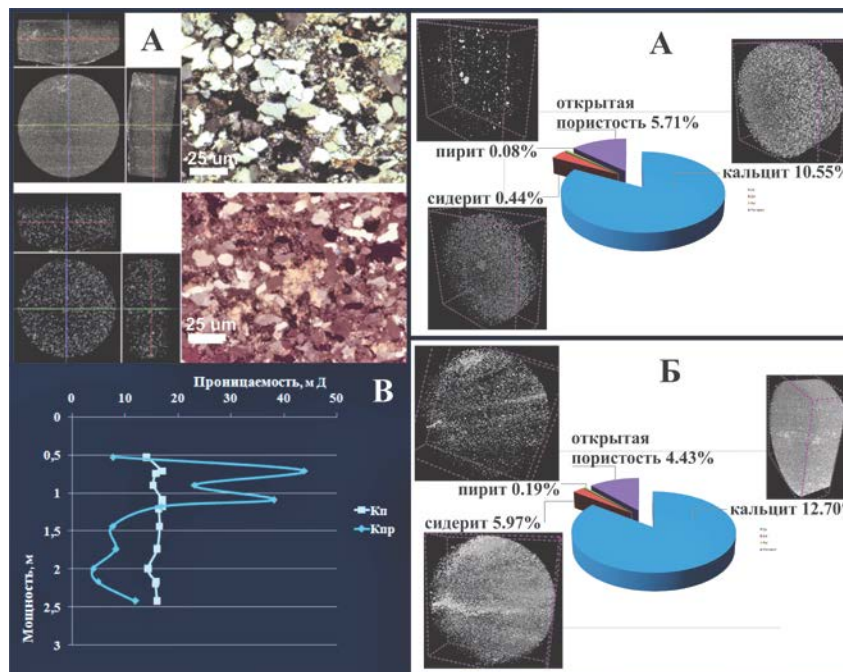 А
25 um
25 um
Проницаемость, м Д
В
0 10 20 30 40 50
0
0,5
1
1,5
2
2,5
3
Мощность, м
Кп
Кпр
А
открытая
пористость 5.71%
пирит 0.08%
кальцит 10.55%
сидерит 0.44%
Б
открытая
пористость 4.43%
пирит 0.19%
кальцит 12.70%
сидерит 5.97%